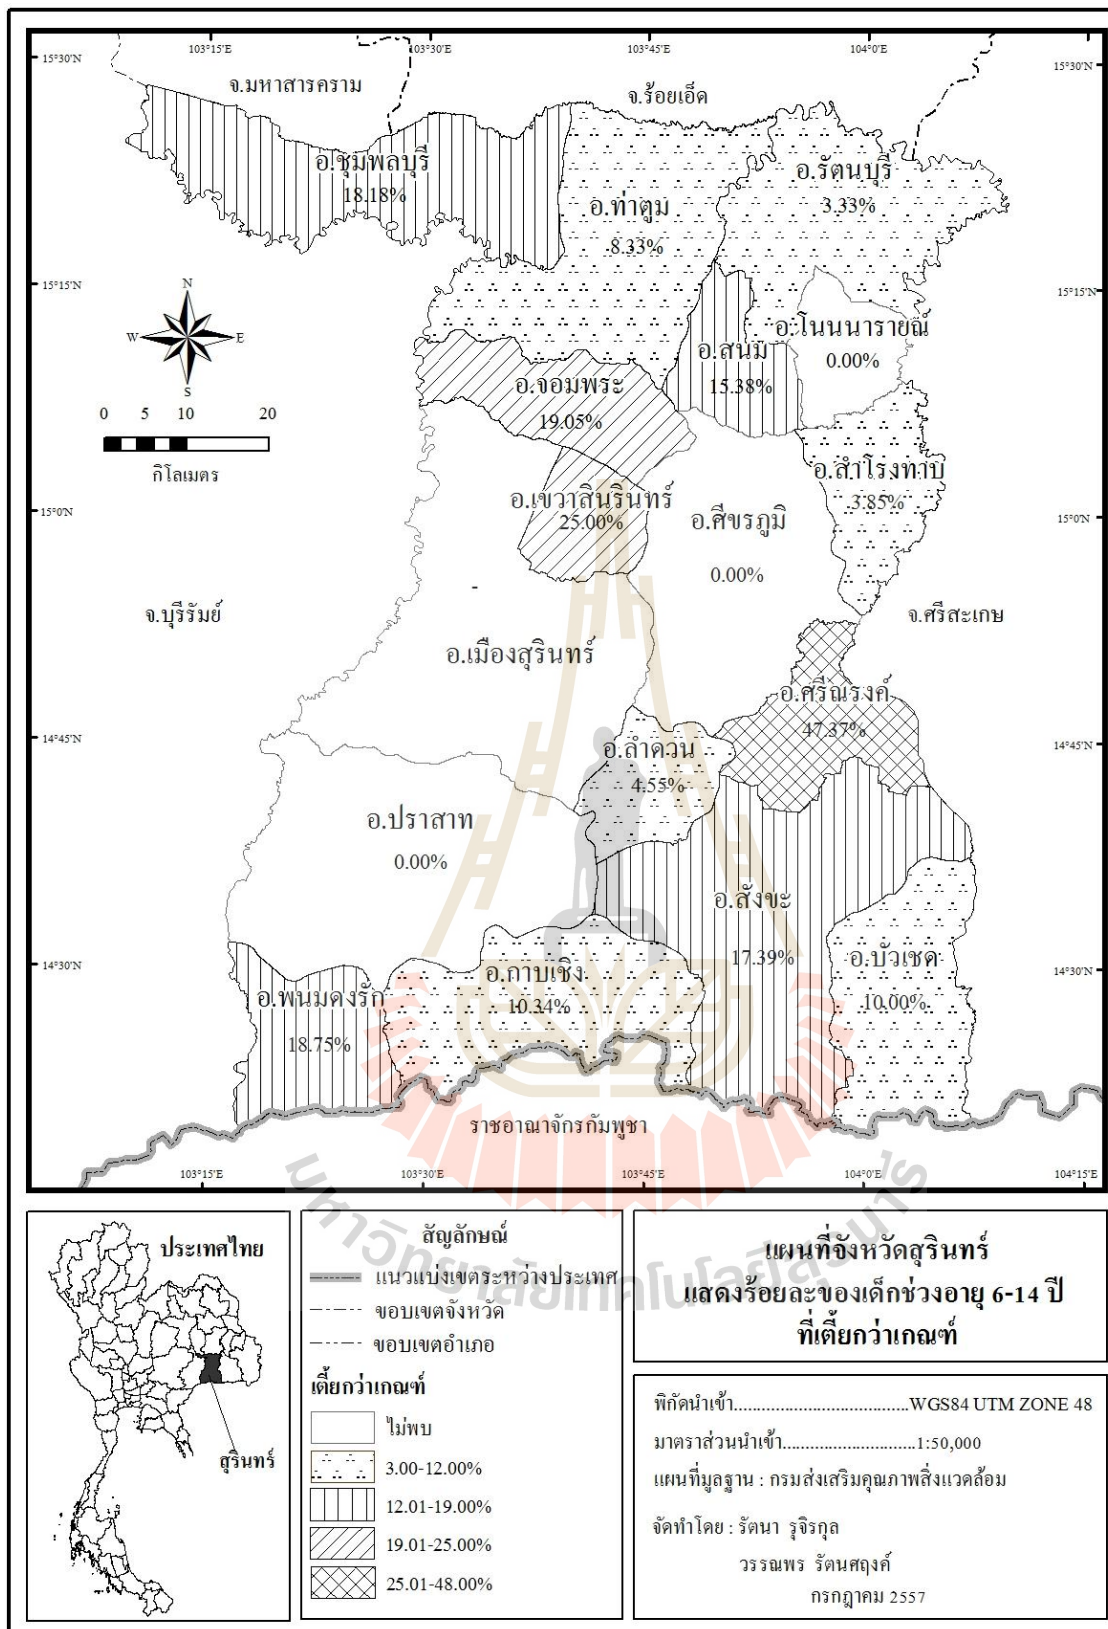 103°15'E 103°30'E 103°45'E 104°0'E
15°30'N 15°30'N
จ.มหาสารคราม
จ.ร้อยเอ็ด
อ.ชุมพลบุรี
18.18%
อ.รัตนบุรี
3.33%
อ.ท่าตูม
8.33%
15°15'N 15°15'N
N
W E
S
อ.โนนนารายณ์
0.00%
อ.สนม
15.38%
อ.จอมพระ
19.05%
0 5 10 20
กิโลเมตร
อ.สำโรงทาบ
3.85%
อ.เขวาสินรินทร์
25.00%
15°0'N 15°0'N
อ.ศีขรภูมิ
0.00%
-
จ.บุรีรัมย์
จ.ศรีสะเกษ
อ.เมืองสุรินทร์
อ.ศรีณรงค์
47.37%
14°45'N 14°45'N
อ.ลำดวน
4.55%
อ.ปราสาท
0.00%
อ.สังขะ
17.39%
อ.บัวเชด
10.00%
14°30'N 14°30'N
อ.กาบเชิง
10.34%
อ.พนมดงรัก
18.75%
ราชอาณาจักรกัมพูชา
103°15'E 103°30'E 103°45'E 104°0'E 104°15'E
มหาวิทยาลัยเทคโนโลยีสุรนารี
ประเทศไทย
สุรินทร์
สัญลักษณ์
แนวแบ่งเขตระหว่างประเทศ
ขอบเขตจังหวัด
ขอบเขตอำเภอ
เตี้ยกว่าเกณฑ์
ไม่พบ
3.00-12.00%
12.01-19.00%
19.01-25.00%
25.01-48.00%
แผนที่จังหวัดสุรินทร์
แสดงร้อยละของเด็กช่วงอายุ 6-14 ปี
ที่เตี้ยกว่าเกณฑ์
พิกัดนำเข้า....................................WGS84 UTM ZONE 48
มาตราส่วนนำเข้า...........................1:50,000
แผนที่มูลฐาน : กรมส่งเสริมคุณภาพสิ่งแวดล้อม
จัดทำโดย : รัตนา รุจิรกุล
วรรณพร รัตนศฤงค์
กรกฎาคม 2557